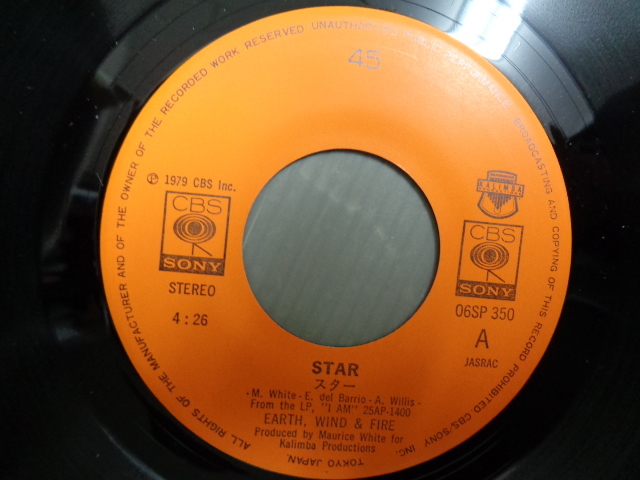 ALL RIGHTS OF THE MANUFACTURER AND OF THE OWNER OF THE RECORDED WORK RESERVED UNAUTHORIZED BROADCASTING AND COPYING OF THIS RECORD PROHIBITED CBS/SONY INC.
TOKYO JAPAN.
45
℗ 1979 CBS Inc.
CBS
SONY
STEREO
4:26
CBS
SONY
06SP 350
A
JASRAC
STAR
スター
-M. White-E. del Barrio-A. Willis-
From the LP, "I AM" 25AP-1400
EARTH, WIND & FIRE
Produced by Maurice White for
Kalimba Productions